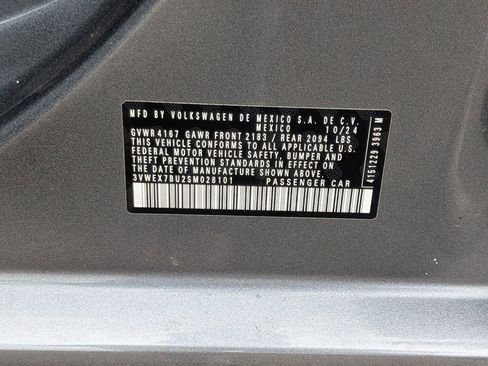 MFD BY VOLKSWAGEN DE MEXICO S.A. DE C.V.
MEXICO 10/24
GVWR 4167 GAWR FRONT 2183 / REAR 2094 LBS
THIS VEHICLE CONFORMS TO ALL APPLICABLE U.S.
FEDERAL MOTOR VEHICLE SAFETY, BUMPER AND
THEFT PREVENTION STANDARDS IN EFFECT ON
THE DATE OF MANUFACTURE SHOWN ABOVE.
3VWEX7BU2SM028101 PASSENGER CAR
4151229 3963 M